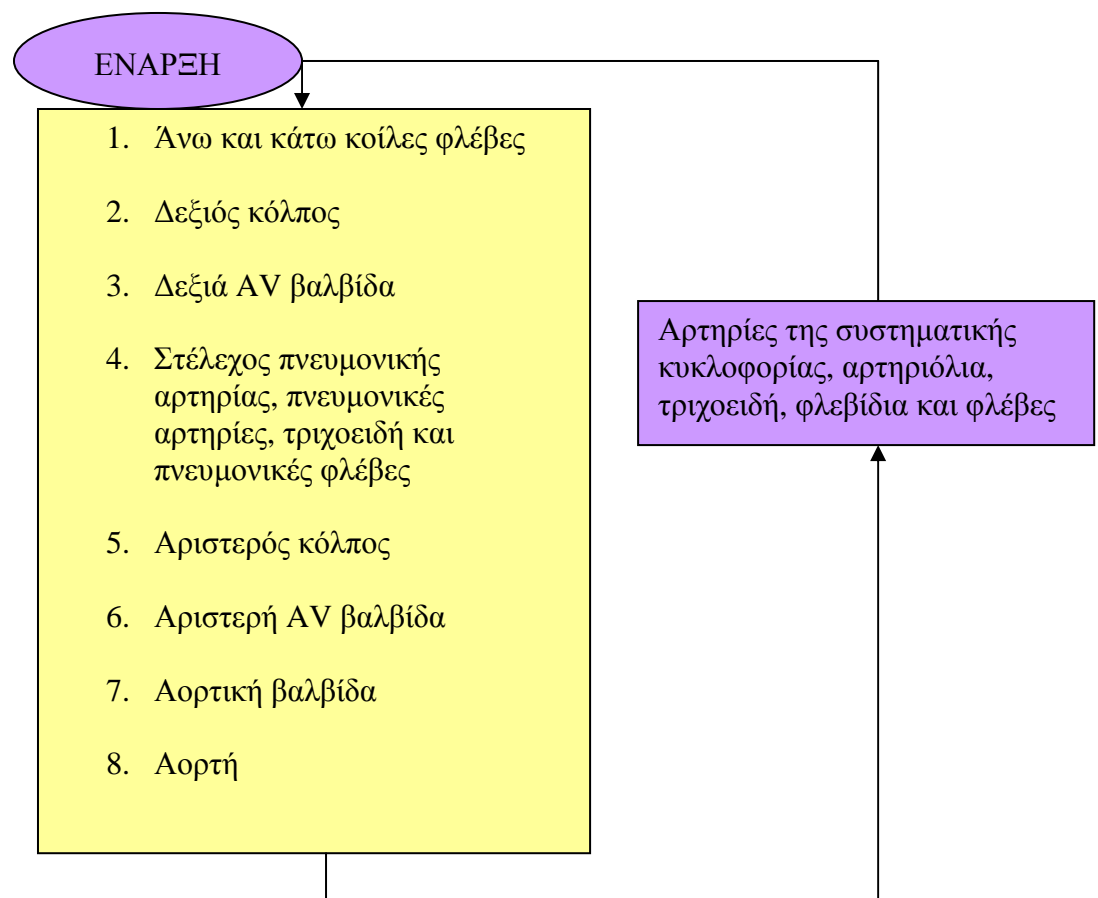 ΕΝΑΡΞΗ
1. Άνω και κάτω κοίλες φλέβες
2. Δεξιός κόλπος
3. Δεξιά AV βαλβίδα
4. Στέλεχος πνευμονικής
αρτηρίας, πνευμονικές
αρτηρίες, τριχοειδή και
πνευμονικές φλέβες
5. Αριστερός κόλπος
6. Αριστερή AV βαλβίδα
7. Αορτική βαλβίδα
8. Αορτή
Αρτηρίες της συστηματικής
κυκλοφορίας, αρτηριόλια,
τριχοειδή, φλεβίδια και φλέβες